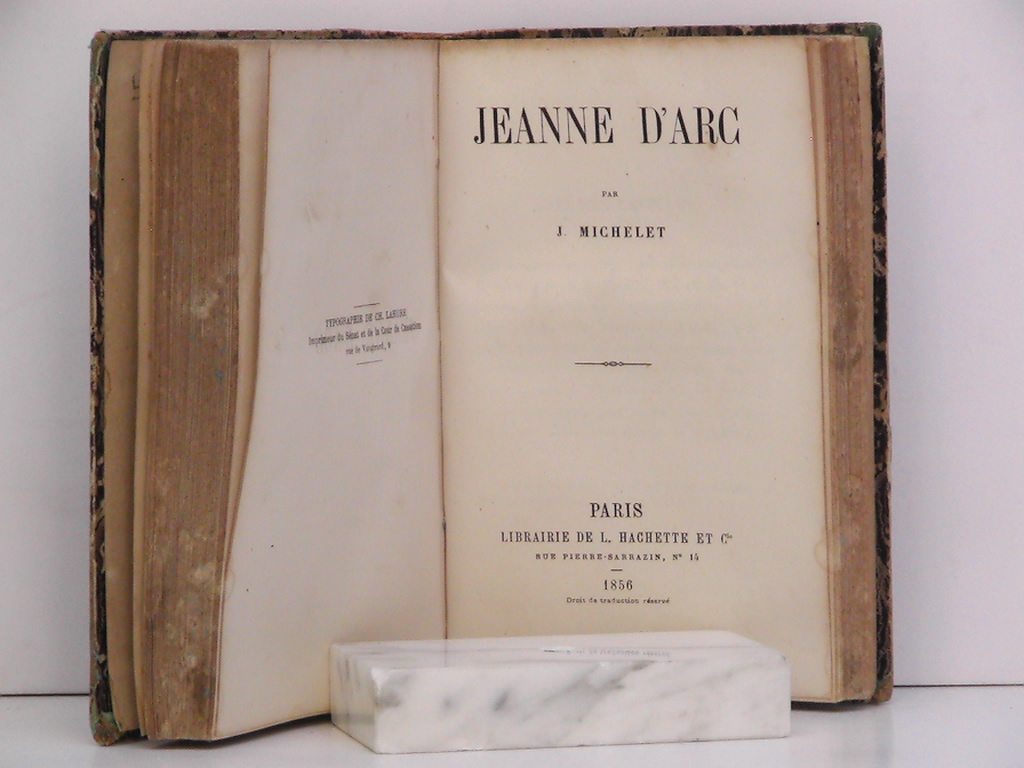 TYPOGRAPHIE DE CH. LAHURE
Imprimeur du Sénat et de la Cour de Cassation
rue de Vaugirard, 9
JEANNE D'ARC
PAR
J. MICHELET
PARIS
LIBRAIRIE DE L. HACHETTE ET Cie
RUE PIERRE-SARRAZIN, N° 14
1856
Droit de traduction réservé